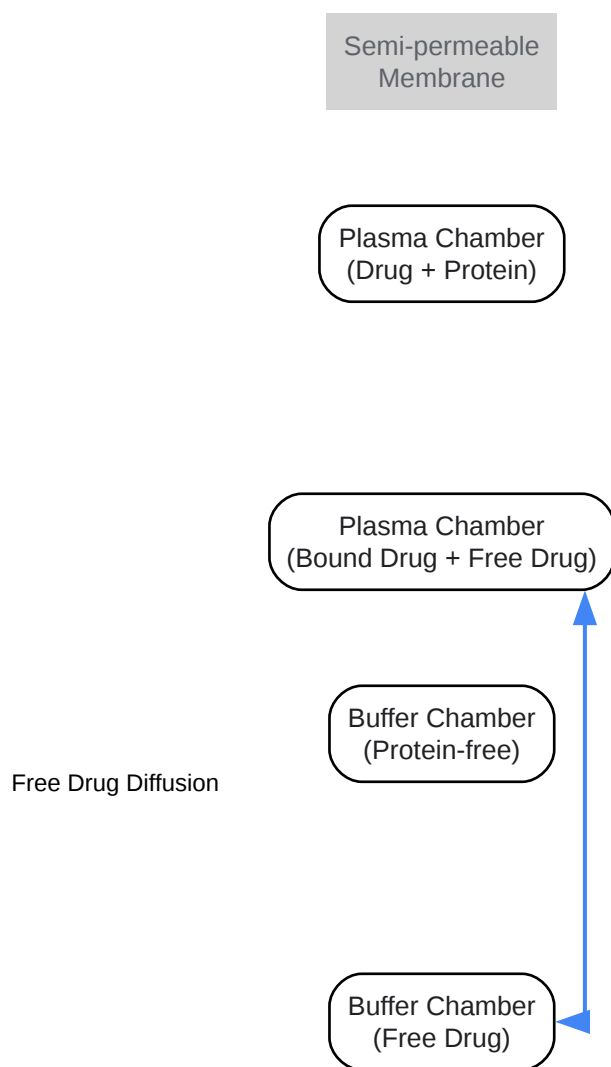 Semi-permeable
Membrane
Plasma Chamber
(Drug + Protein)
Plasma Chamber
(Bound Drug + Free Drug)
Buffer Chamber
(Protein-free)
Free Drug Diffusion
Buffer Chamber
(Free Drug)